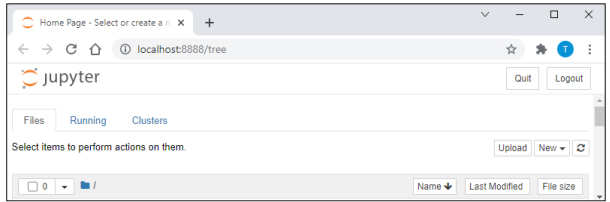 Home Page - Select or create a n
localhost:8888/tree
T
jupyter
Quit Logout
Files Running Clusters
Select items to perform actions on them.
Upload New
0 /
Name Last Modified File size